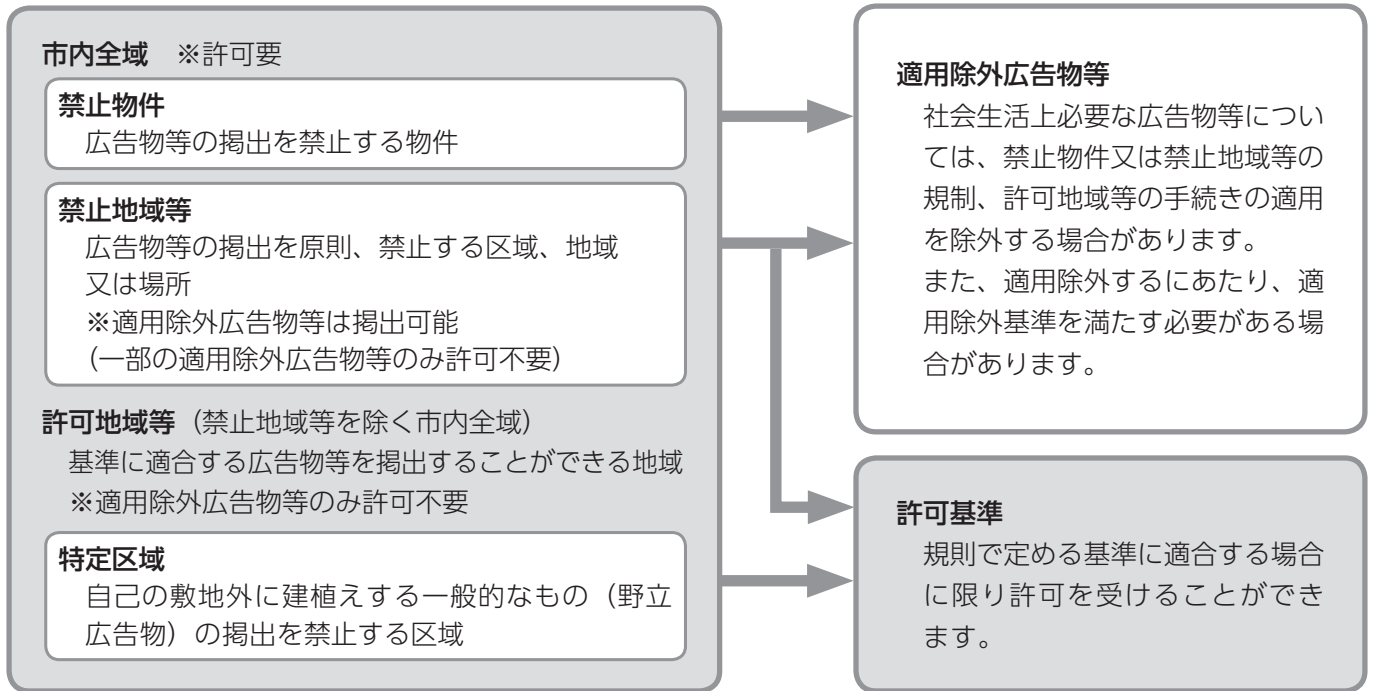 市内全域　※許可要
禁止物件
広告物等の掲出を禁止する物件
禁止地域等
広告物等の掲出を原則、禁止する区域、地域
又は場所
※適用除外広告物等は掲出可能
（一部の適用除外広告物等のみ許可不要）
許可地域等（禁止地域等を除く市内全域）
基準に適合する広告物等を掲出することができる地域
※適用除外広告物等のみ許可不要
特定区域
自己の敷地外に建植えする一般的なもの（野立
広告物）の掲出を禁止する区域
適用除外広告物等
社会生活上必要な広告物等につい
ては、禁止物件又は禁止地域等の
規制、許可地域等の手続きの適用
を除外する場合があります。
また、適用除外するにあたり、適
用除外基準を満たす必要がある場
合があります。
許可基準
規則で定める基準に適合する場合
に限り許可を受けることができ
ます。